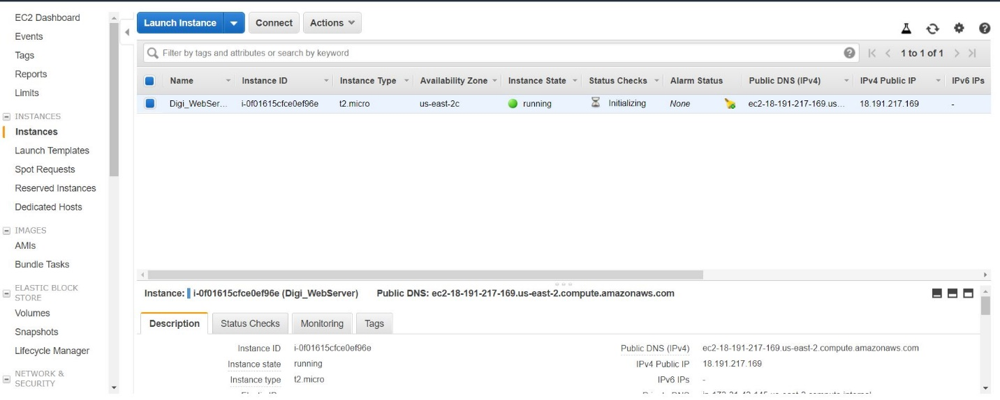 EC2 Dashboard
Events
Tags
Reports
Limits
INSTANCES
Instances
Launch Templates
Spot Requests
Reserved Instances
Dedicated Hosts
IMAGES
AMIs
Bundle Tasks
ELASTIC BLOCK
STORE
Volumes
Snapshots
Lifecycle Manager
NETWORK &
SECURITY
Launch Instance Connect Actions
Filter by tags and attributes or search by keyword 1 to 1 of 1
Name Instance ID Instance Type Availability Zone Instance State Status Checks Alarm Status Public DNS (IPv4) IPv4 Public IP IPv6 IPs
Digi_WebSer... i-0f01615cfce0ef96e t2.micro us-east-2c running Initializing None ec2-18-191-217-169.us... 18.191.217.169 -
Instance: i-0f01615cfce0ef96e (Digi_WebServer) Public DNS: ec2-18-191-217-169.us-east-2.compute.amazonaws.com
Description Status Checks Monitoring Tags
Instance ID i-0f01615cfce0ef96e Public DNS (IPv4) ec2-18-191-217-169.us-east-2.compute.amazonaws.com
Instance state running IPv4 Public IP 18.191.217.169
Instance type t2.micro IPv6 IPs -